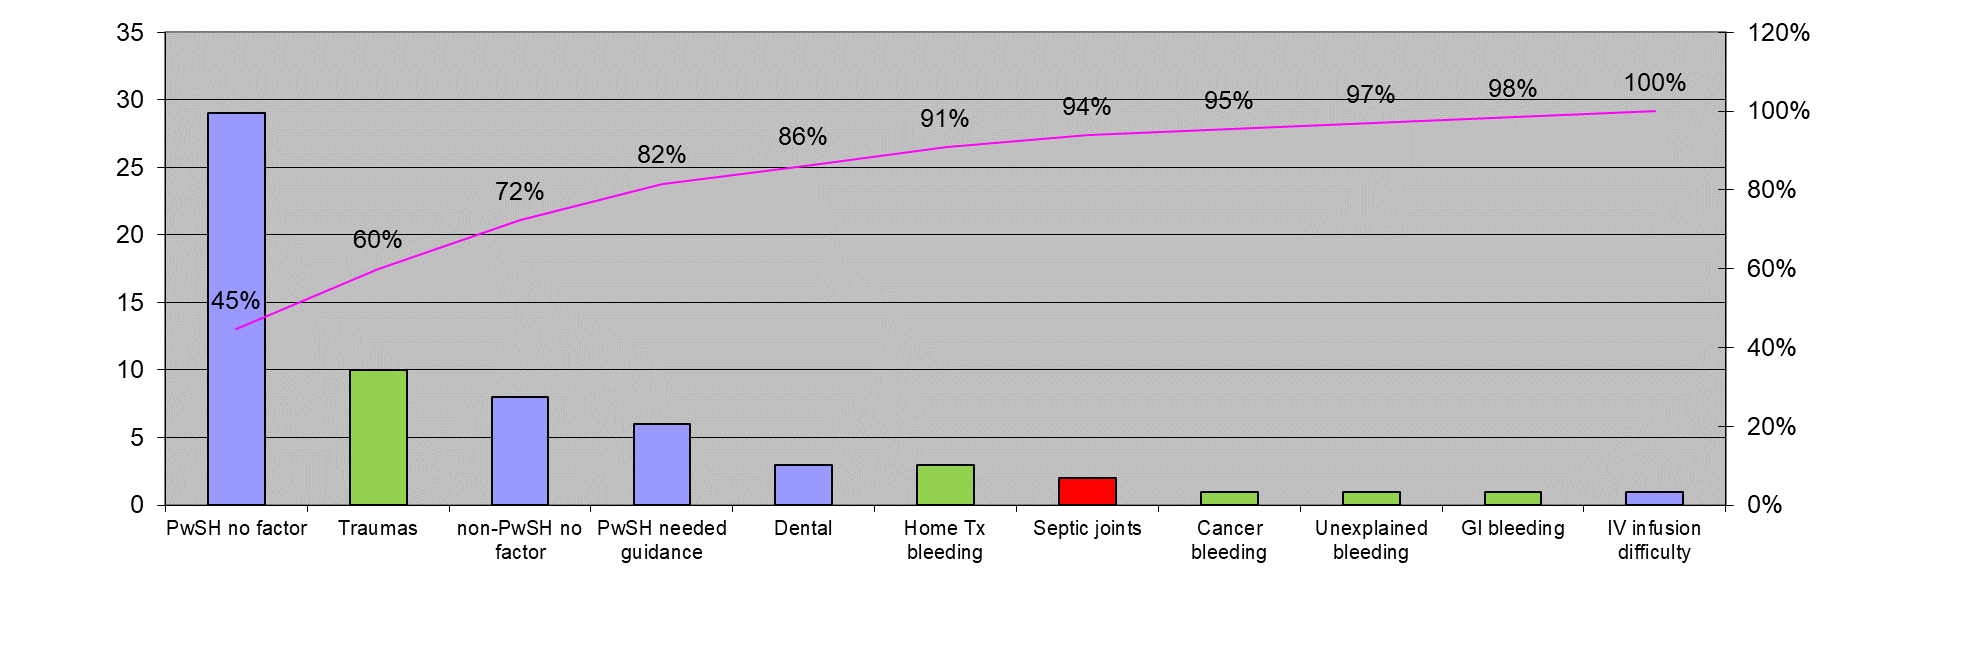 35
30
25
20
15
10
5
0
120%
100%
80%
60%
40%
20%
0%
45%
60%
72%
82%
86%
91%
94%
95%
97%
98%
100%
PwSH no factor
Traumas
non-PwSH no
factor
PwSH needed
guidance
Dental
Home Tx
bleeding
Septic joints
Cancer
bleeding
Unexplained
bleeding
GI bleeding
IV infusion
difficulty